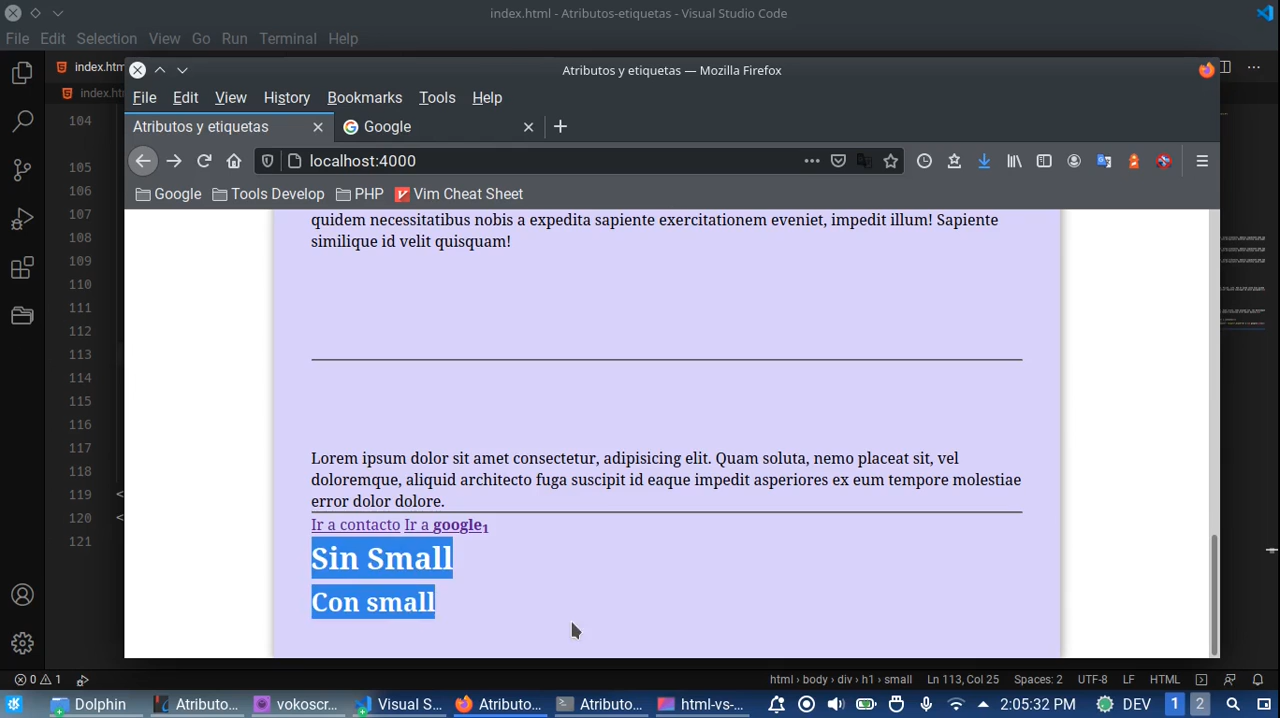 index.html - Atributos-etiquetas - Visual Studio Code
File Edit Selection View Go Run Terminal Help
index.htm
index.ht
Atributos y etiquetas — Mozilla Firefox
File Edit View History Bookmarks Tools Help
Atributos y etiquetas
Google
localhost:4000
Google Tools Develop PHP Vim Cheat Sheet
104
105
106
107
108
109
110
111
112
113
114
115
116
117
118
119 <
120 <
121
quidem necessitatibus nobis a expedita sapiente exercitationem eveniet, impedit illum! Sapiente
similique id velit quisquam!
Lorem ipsum dolor sit amet consectetur, adipisicing elit. Quam soluta, nemo placeat sit, vel
doloremque, aliquid architecto fuga suscipit id eaque impedit asperiores ex eum tempore molestiae
error dolor dolore.
Ir a contacto Ir a google1
Sin Small
Con small
0 1 html › body › div › h1 › small Ln 113, Col 25 Spaces: 2 UTF-8 LF HTML
Dolphin Atributo... vokoscr... Visual S... Atributo... Atributo... html-vs-... DEV 1 2 2:05:32 PM